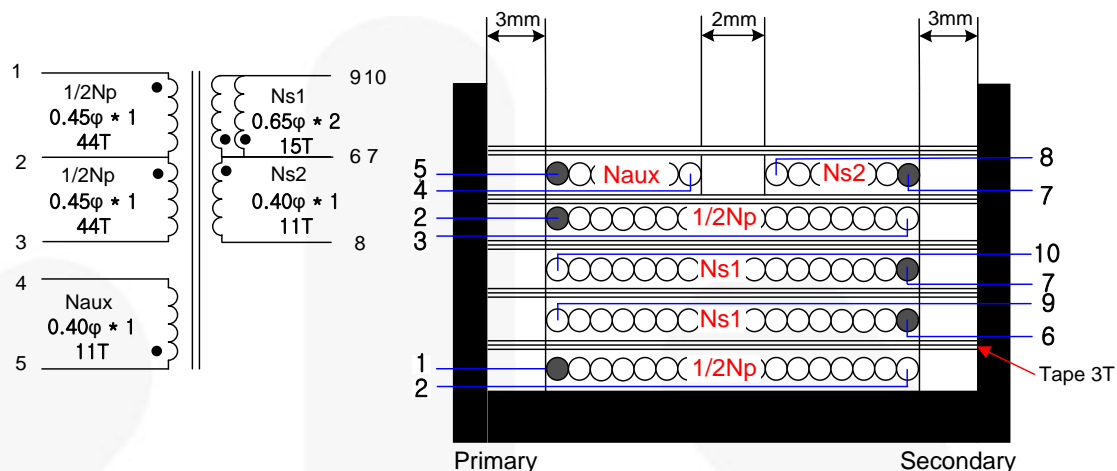 3mm
2mm
3mm
1
1/2Np
0.45φ * 1
44T
2
1/2Np
0.45φ * 1
44T
3
4
Naux
0.40φ * 1
11T
5
9 10
Ns1
0.65φ * 2
15T
6 7
Ns2
0.40φ * 1
11T
8
5
Naux
Ns2
8
4
7
2
1/2Np
3
10
Ns1
7
9
Ns1
6
1
1/2Np
2
Tape 3T
Primary
Secondary